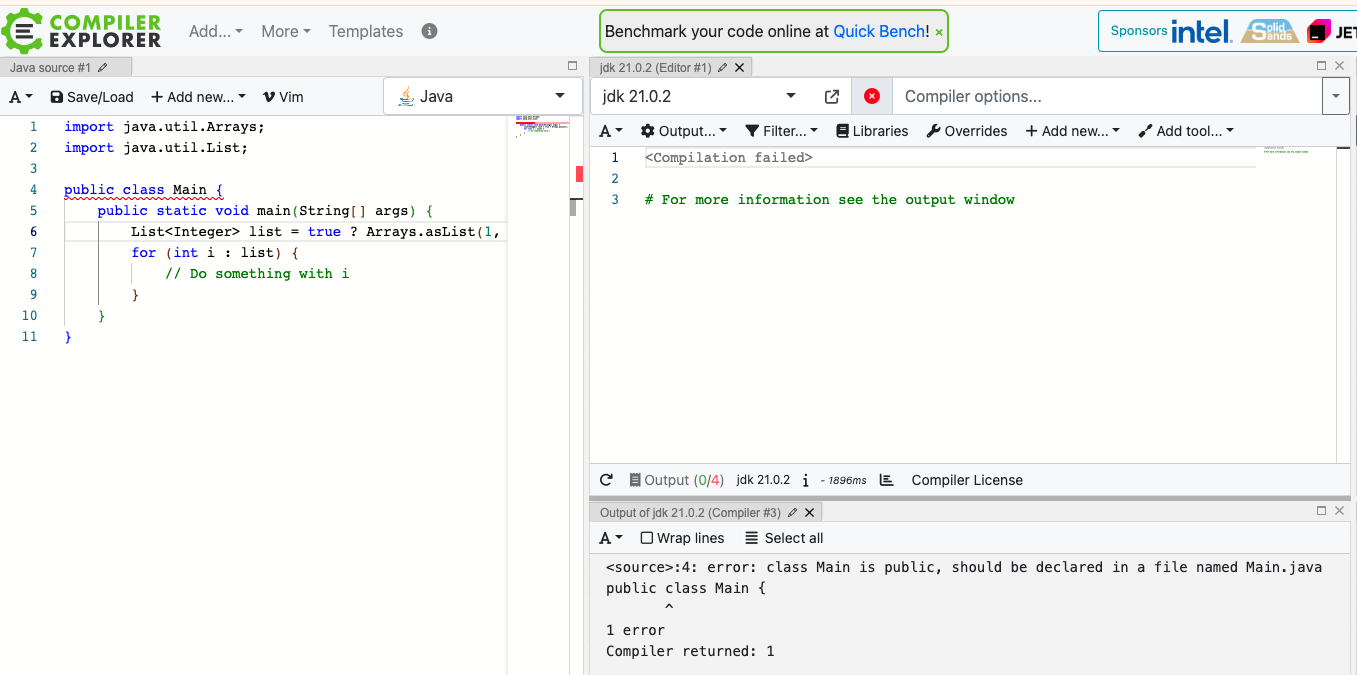 COMPILER EXPLORER
Add... More Templates
Benchmark your code online at Quick Bench! ×
Sponsors intel. Solid Sands JET
Java source #1
A Save/Load + Add new... Vim Java
1 import java.util.Arrays;
2 import java.util.List;
3
4 public class Main {
5 public static void main(String[] args) {
6 List<Integer> list = true ? Arrays.asList(1,
7 for (int i : list) {
8 // Do something with i
9 }
10 }
11 }
jdk 21.0.2 (Editor #1)
jdk 21.0.2 Compiler options...
A Output... Filter... Libraries Overrides + Add new... Add tool...
1 <Compilation failed>
2
3 # For more information see the output window
Output (0/4) jdk 21.0.2 i - 1896ms Compiler License
Output of jdk 21.0.2 (Compiler #3)
A Wrap lines Select all
<source>:4: error: class Main is public, should be declared in a file named Main.java
public class Main {
^
1 error
Compiler returned: 1